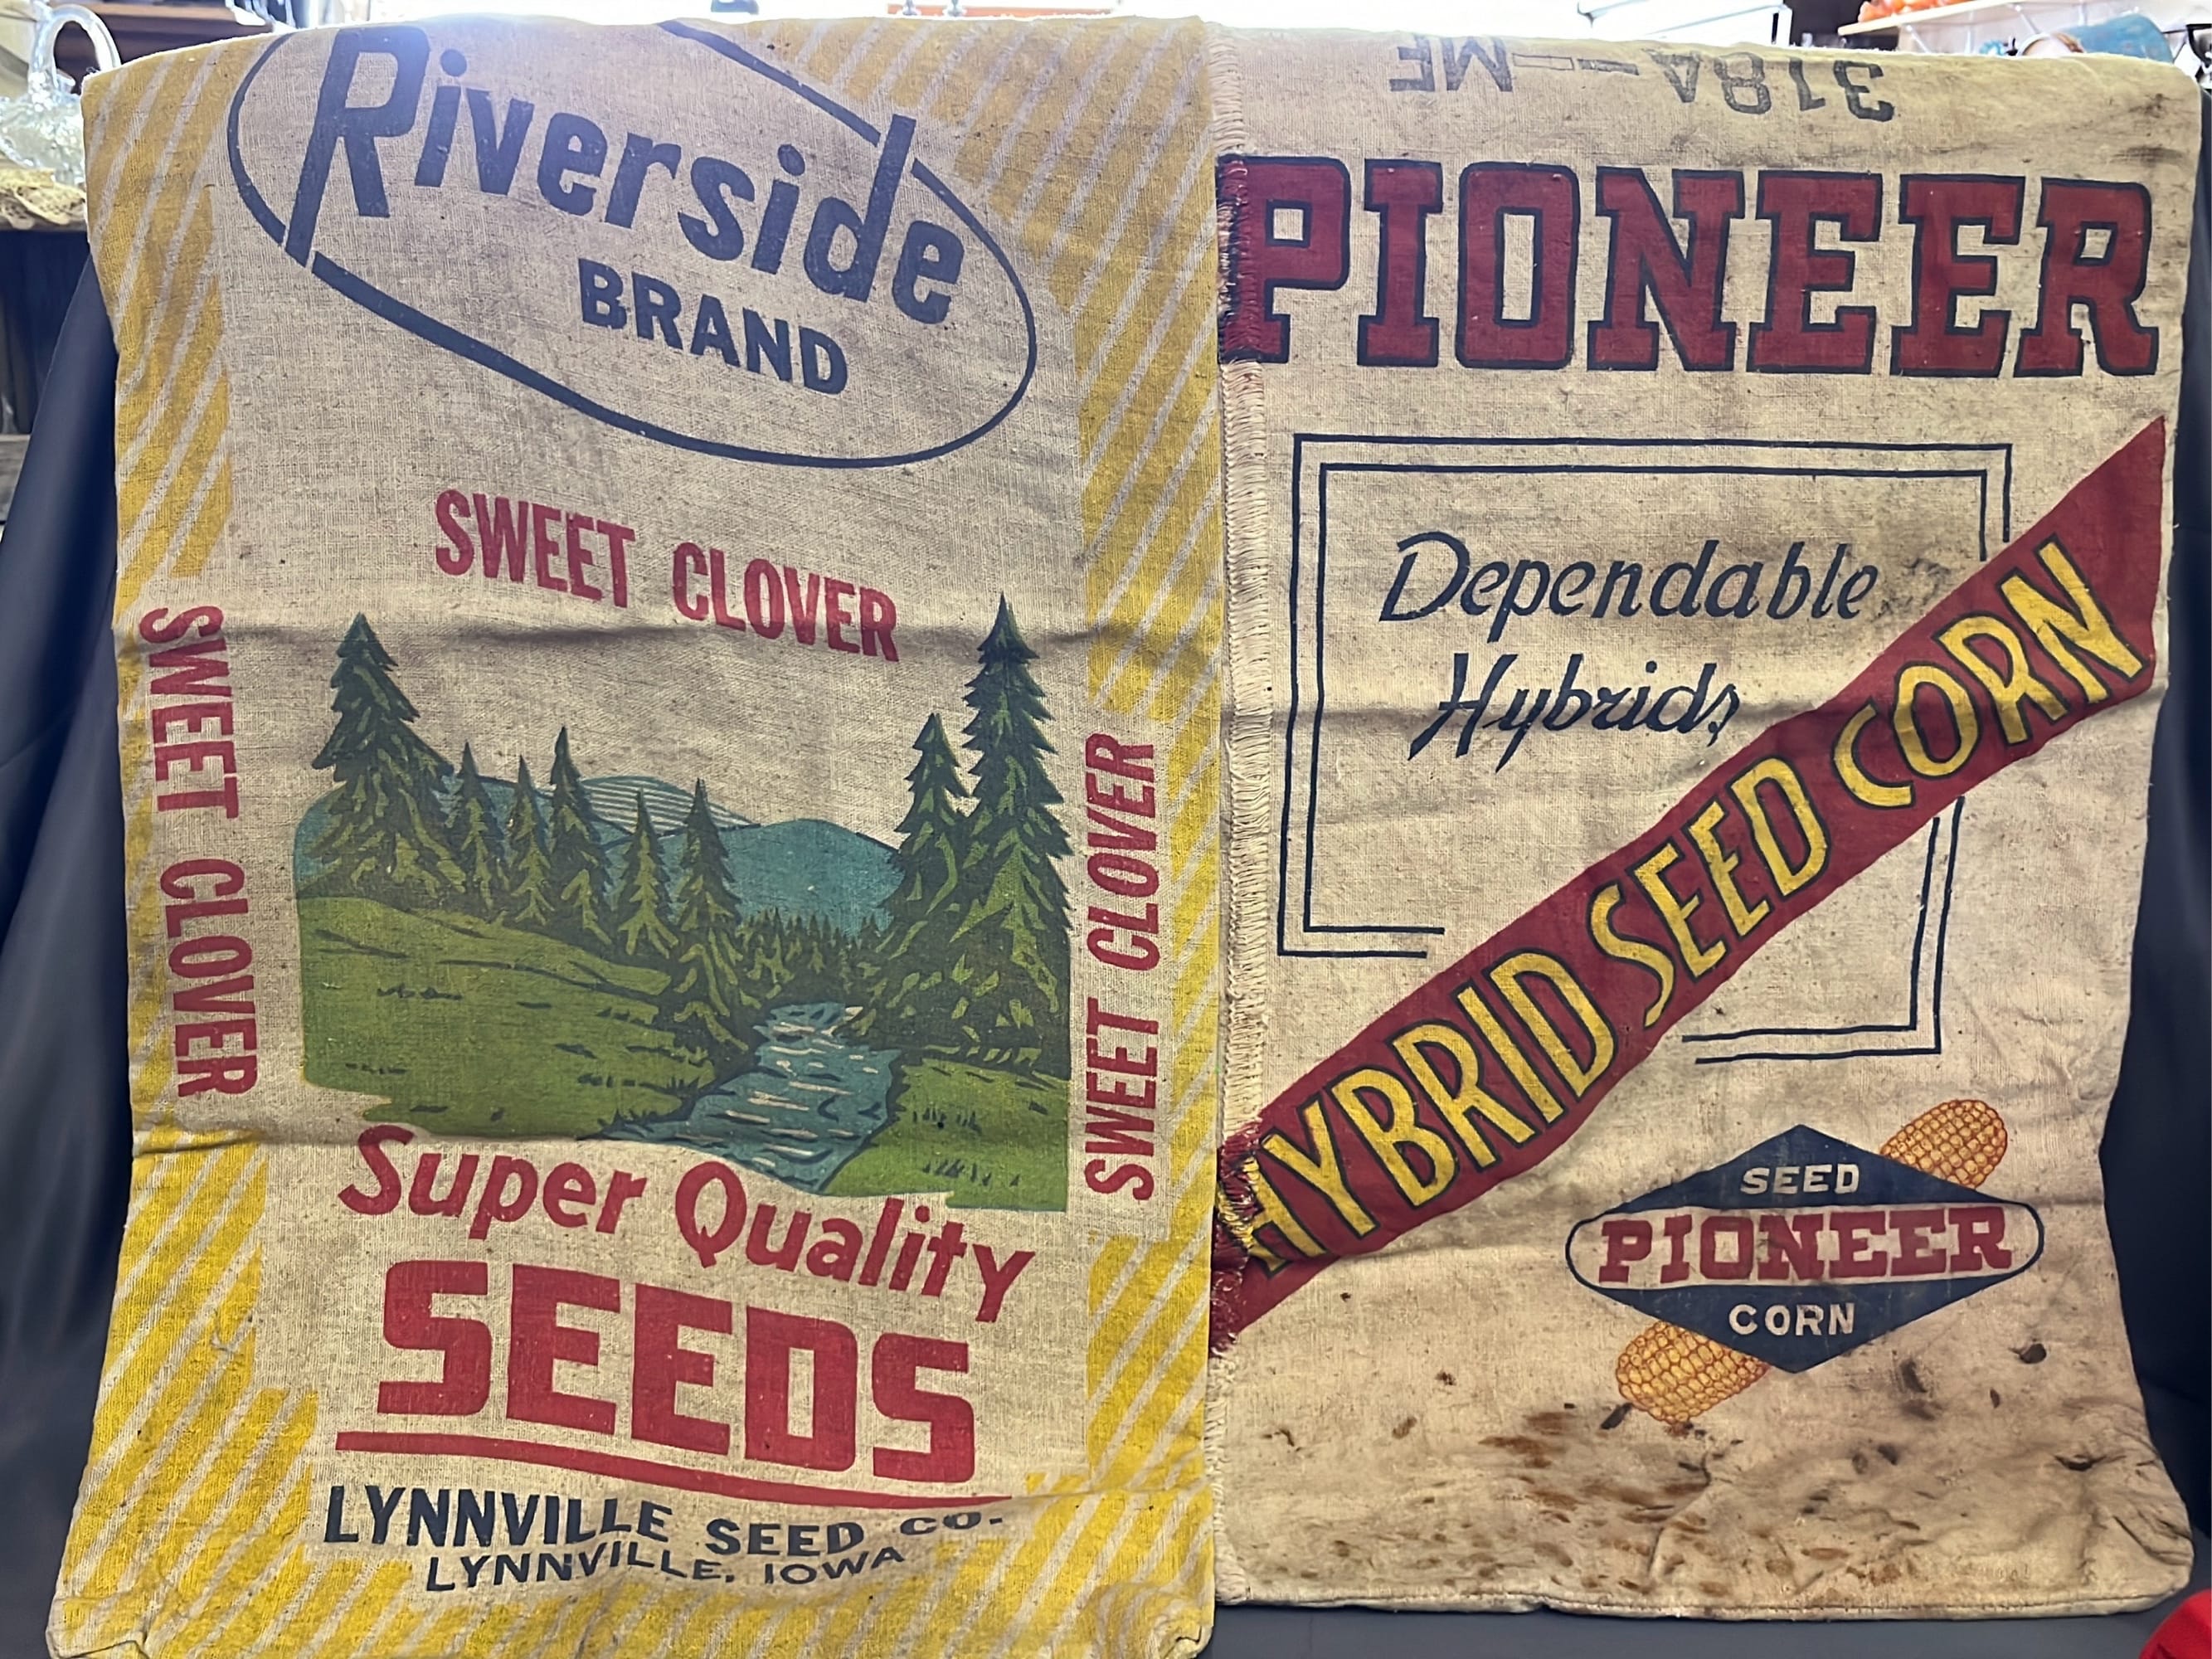 Riverside
BRAND
SWEET CLOVER
SWEET CLOVER
SWEET CLOVER
Super Quality
SEEDS
LYNNVILLE SEED CO.
LYNNVILLE, IOWA
318A--ME
PIONEER
Dependable
Hybrids
HYBRID SEED CORN
SEED
PIONEER
CORN